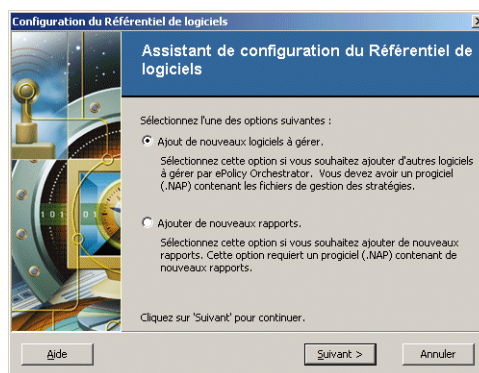 Configuration du Référentiel de logiciels
Assistant de configuration du Référentiel de
logiciels
Sélectionnez l'une des options suivantes :
Ajout de nouveaux logiciels à gérer.
Sélectionnez cette option si vous souhaitez ajouter d'autres logiciels
à gérer par ePolicy Orchestrator. Vous devez avoir un progiciel
(.NAP) contenant les fichiers de gestion des stratégies.
Ajouter de nouveaux rapports.
Sélectionnez cette option si vous souhaitez ajouter de nouveaux
rapports. Cette option requiert un progiciel (.NAP) contenant de
nouveaux rapports.
Cliquez sur 'Suivant' pour continuer.
Aide
Suivant >
Annuler